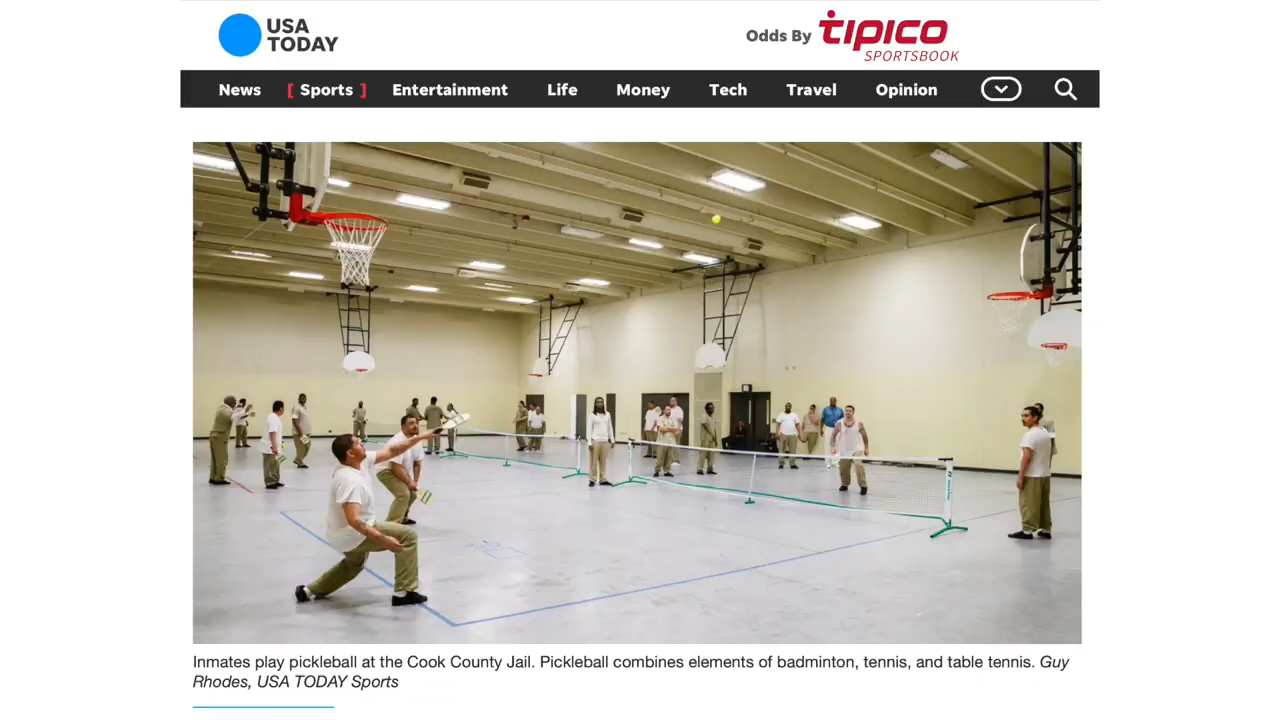 USA
TODAY
Odds By tipico
SPORTSBOOK
News [ Sports ] Entertainment Life Money Tech Travel Opinion
Inmates play pickleball at the Cook County Jail. Pickleball combines elements of badminton, tennis, and table tennis. Guy
Rhodes, USA TODAY Sports